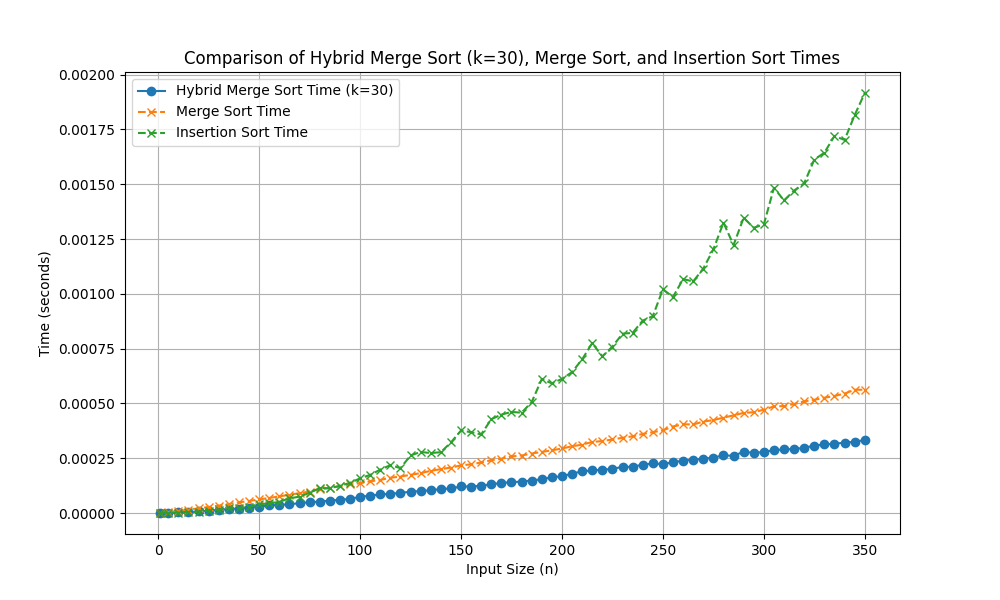 Comparison of Hybrid Merge Sort (k=30), Merge Sort, and Insertion Sort Times
Hybrid Merge Sort Time (k=30)
Merge Sort Time
Insertion Sort Time
Time (seconds)
0.00200
0.00175
0.00150
0.00125
0.00100
0.00075
0.00050
0.00025
0.00000
0 50 100 150 200 250 300 350
Input Size (n)